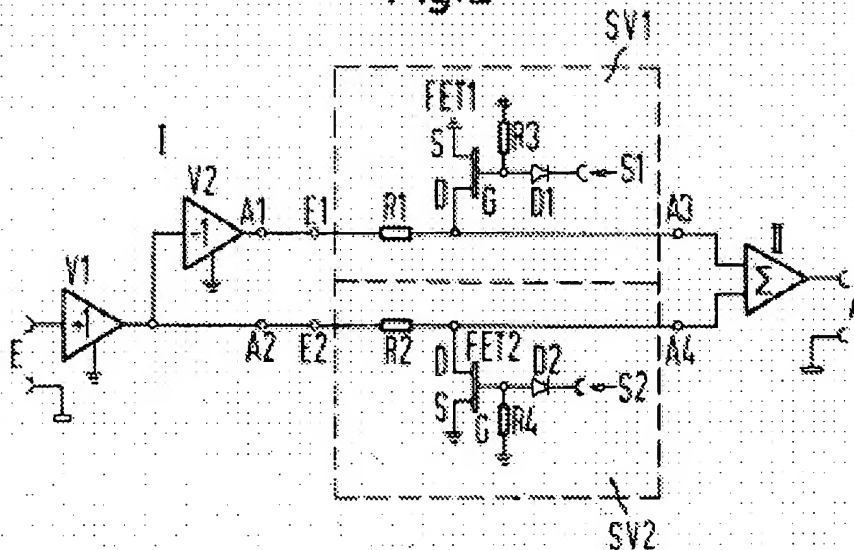 SV1
FET1
I
S
R3
S1
V2
D
G
D1
A1
E1
R1
A3
II
V1
-1
Σ
+1
E
A2
E2
R2
A4
A
D
FET2
D2
S2
S
G
R4
SV2